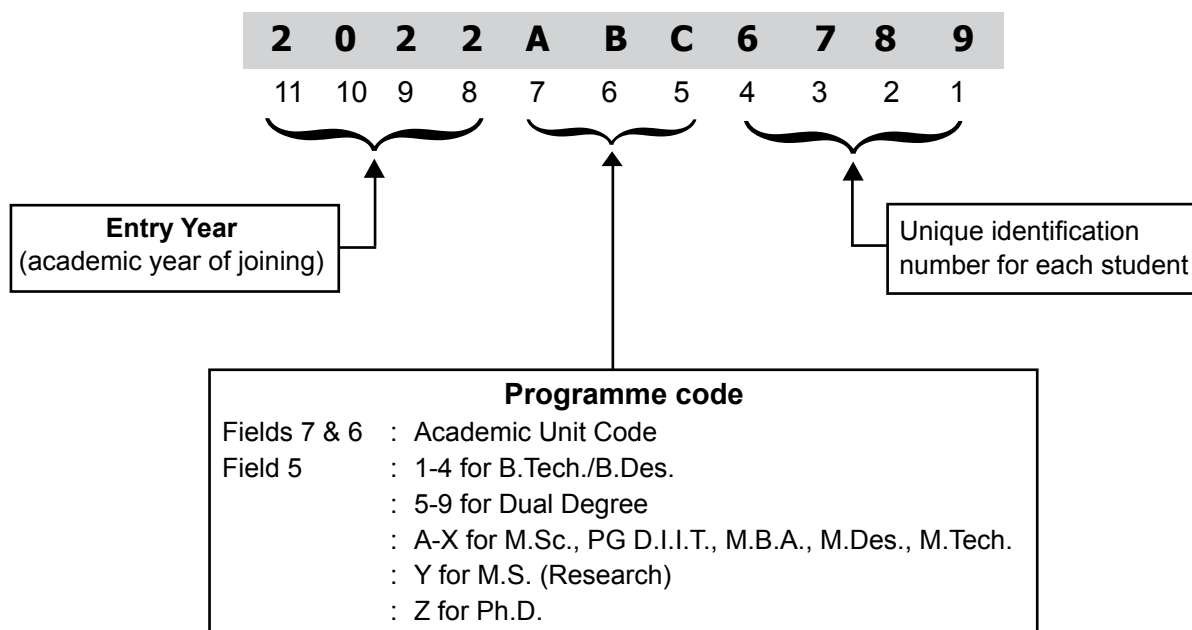 2 0 2 2 A B C 6 7 8 9
11 10 9 8 7 6 5 4 3 2 1
Entry Year
(academic year of joining)
Unique identification
number for each student
Programme code
Fields 7 & 6 : Academic Unit Code
Field 5 : 1-4 for B.Tech./B.Des.
: 5-9 for Dual Degree
: A-X for M.Sc., PG D.I.I.T., M.B.A., M.Des., M.Tech.
: Y for M.S. (Research)
: Z for Ph.D.